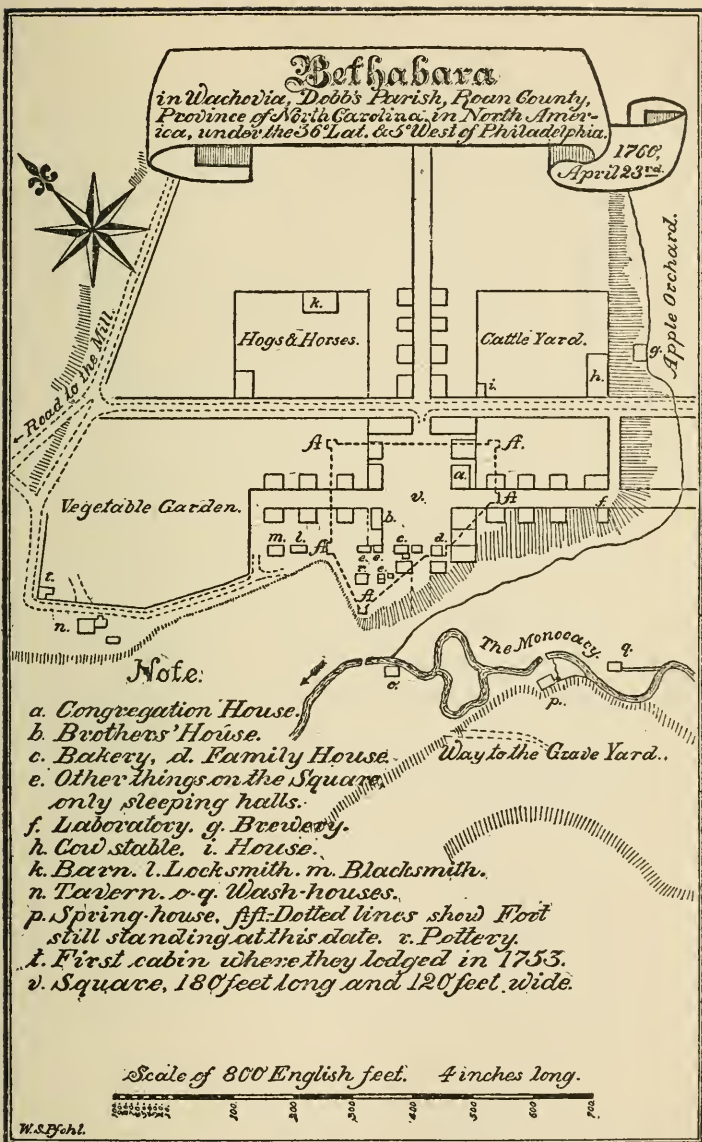 Bethabara
in Wachovia, Dobb's Parish, Roan County,
Province of North Carolina, in North Amer-
ica, under the 36° Lat. & 5° West of Philadelphia.
1760,
April 23rd.
Apple Orchard.
Road to the Mill.
k.
Hogs & Horses.
Cattle Yard.
g.
i.
h.
A
A.
a.
Vegetable Garden.
v.
A
b.
f.
m. l.
A
e. e. c. d.
r. e.
t.
A
n.
The Monocacy.
q.
o.
p.
Way to the Grave Yard.
Note:
a. Congregation House.
b. Brothers' House.
c. Bakery, d. Family House
e. Other things on the Square,
only sleeping halls.
f. Laboratory. g. Brewery.
h. Cow stable. i. House.
k. Barn. l. Locksmith. m. Blacksmith.
n. Tavern. o-q. Wash-houses.
p. Spring-house, AA-Dotted lines show Fort
still standing at this date. r. Pottery.
t. First cabin where they lodged in 1753.
v. Square, 180 feet long and 120 feet wide.
Scale of 800 English feet. 4 inches long.
100. 200. 300. 400. 500. 600. 700.
W.S.Pfohl.